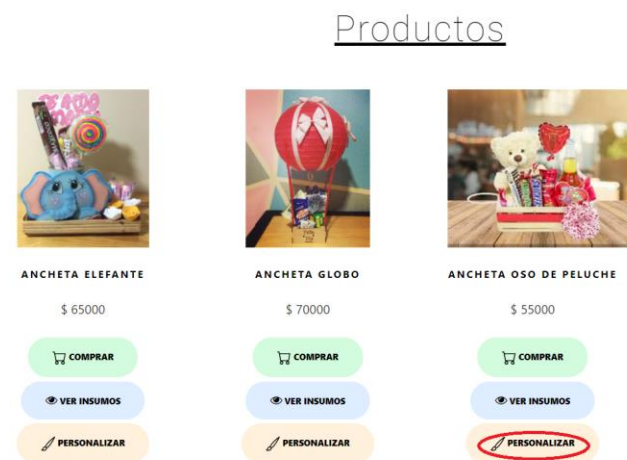 Productos
ANCHETA ELEFANTE
ANCHETA GLOBO
ANCHETA OSO DE PELUCHE
$ 65000
$ 70000
$ 55000
COMPRAR
COMPRAR
COMPRAR
VER INSUMOS
VER INSUMOS
VER INSUMOS
PERSONALIZAR
PERSONALIZAR
PERSONALIZAR